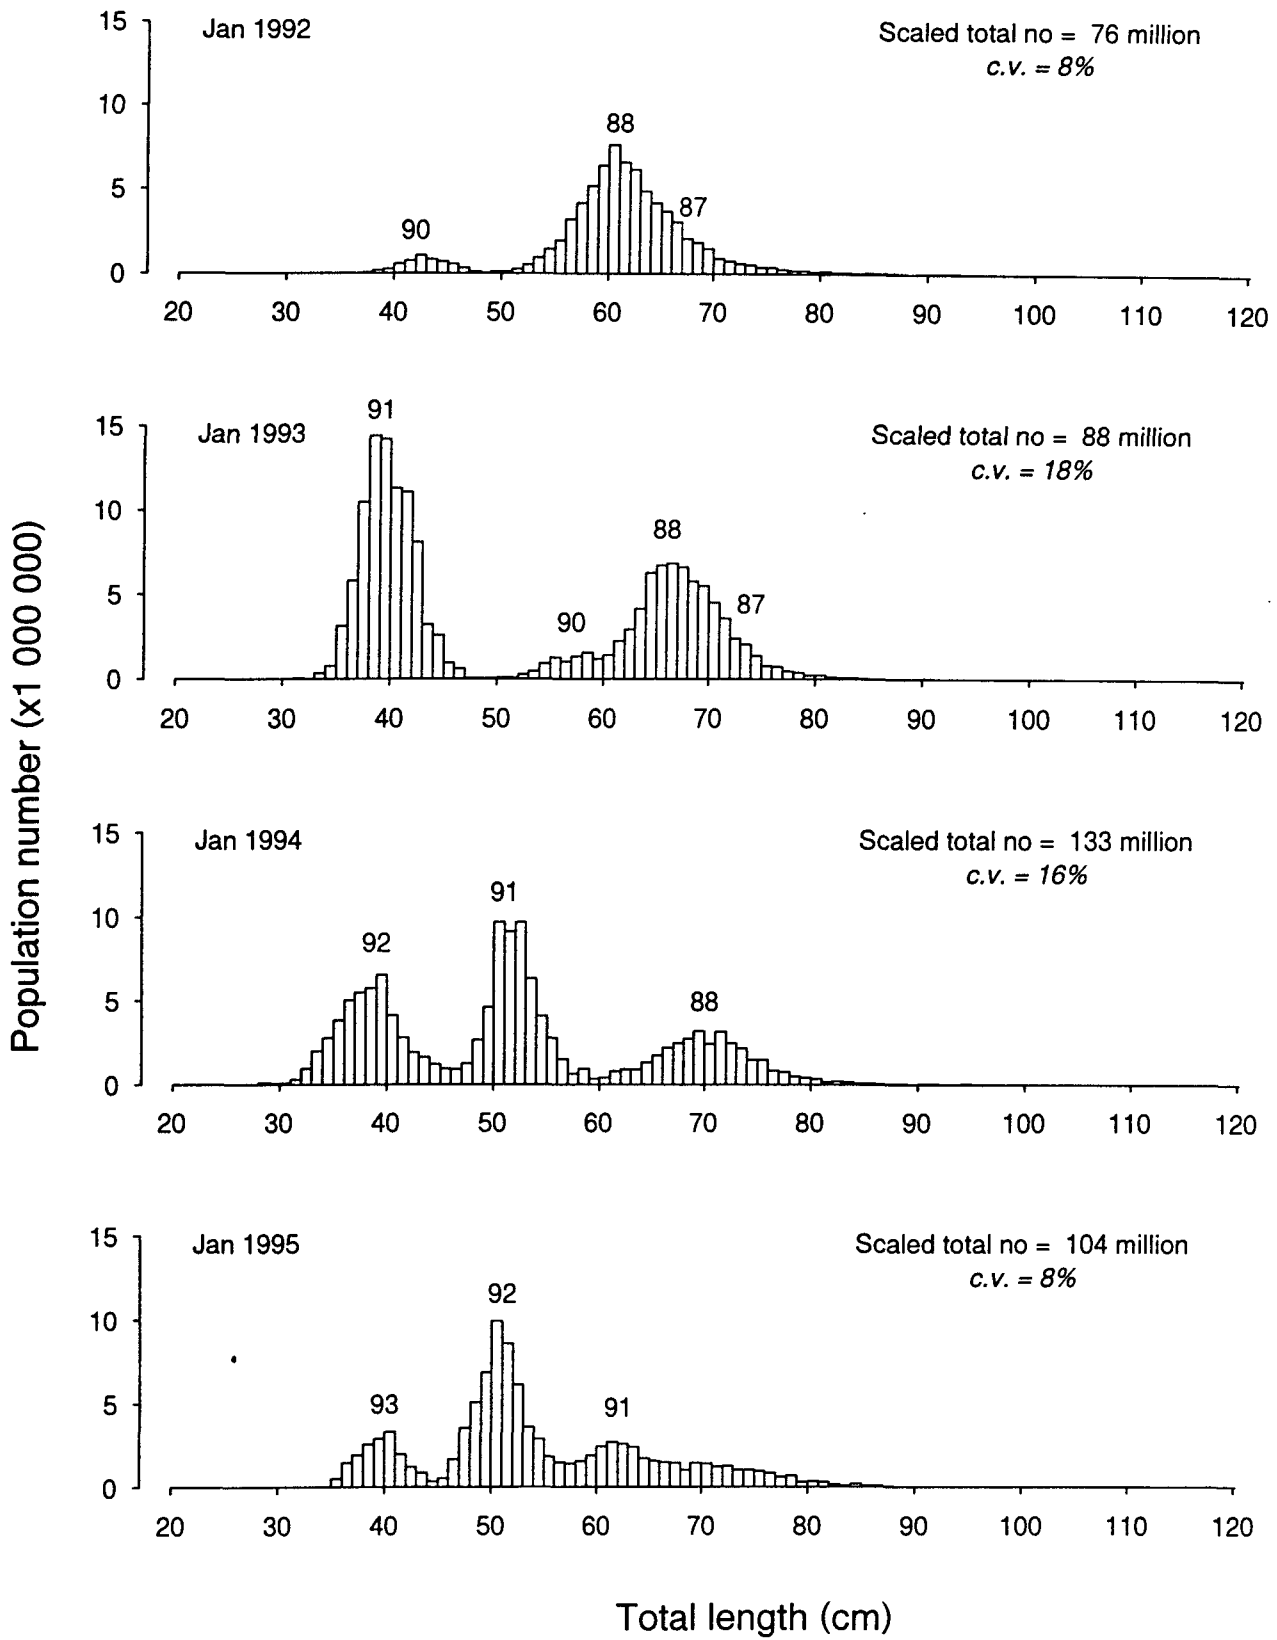 15
Jan 1992
Scaled total no = 76 million
c.v. = 8%
10
88
5
87
90
0
20 30 40 50 60 70 80 90 100 110 120
91
15
Jan 1993
Scaled total no = 88 million
c.v. = 18%
10
88
5
87
90
0
20 30 40 50 60 70 80 90 100 110 120
Population number (x1 000 000)
15
Jan 1994
Scaled total no = 133 million
c.v. = 16%
91
10
92
88
5
0
20 30 40 50 60 70 80 90 100 110 120
15
Jan 1995
Scaled total no = 104 million
c.v. = 8%
92
10
93
91
5
0
20 30 40 50 60 70 80 90 100 110 120
Total length (cm)